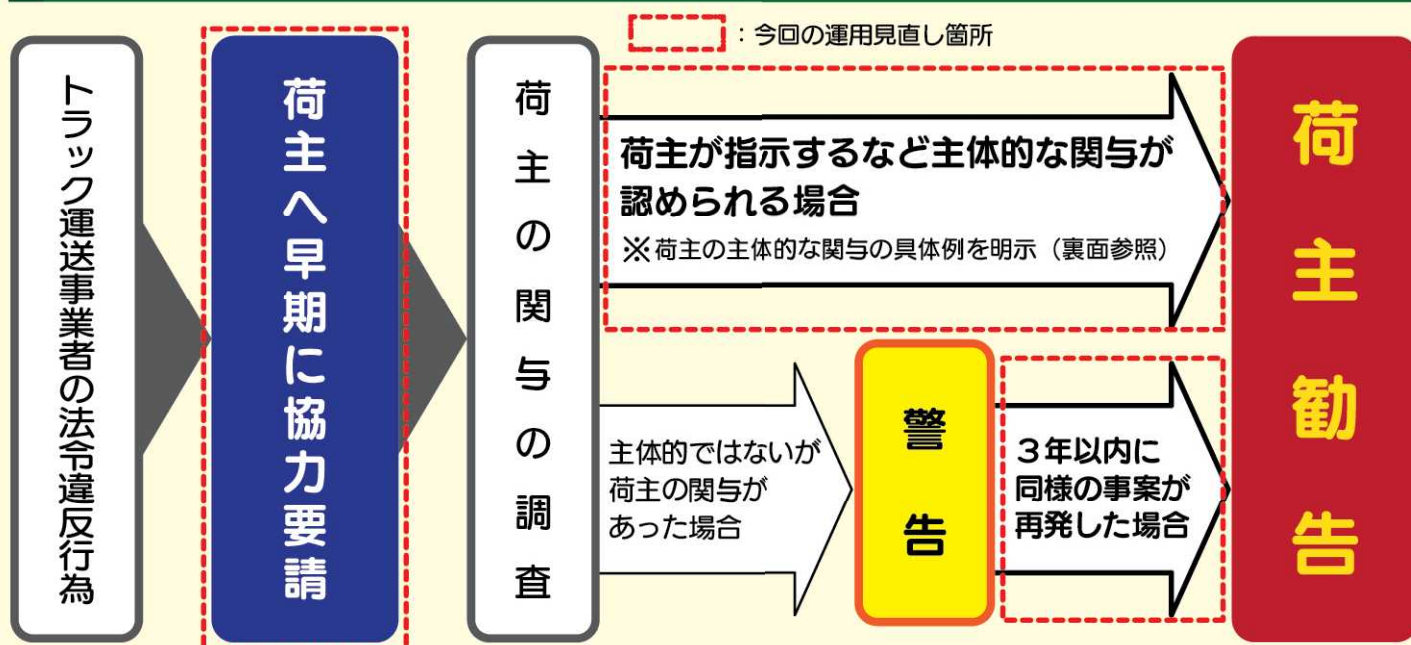 ：今回の運用見直し箇所
トラック運送事業者の法令違反行為
荷主へ早期に協力要請
荷主の関与の調査
荷主が指示するなど主体的な関与が
認められる場合
※荷主の主体的な関与の具体例を明示（裏面参照）
主体的ではないが
荷主の関与が
あった場合
警告
３年以内に
同様の事案が
再発した場合
荷主勧告